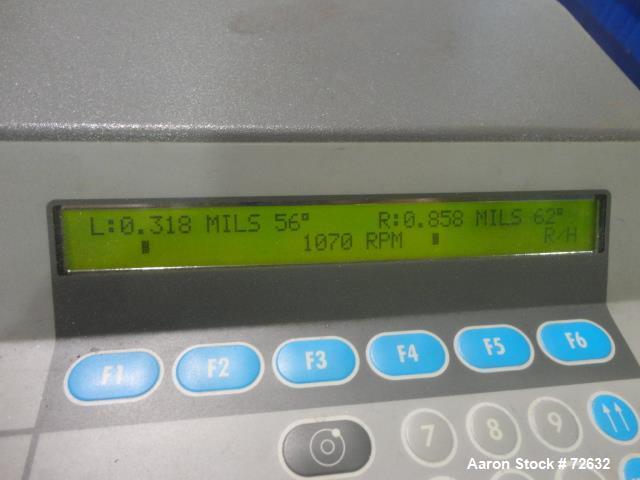 L:0.318 MILS 56° R:0.858 MILS 62°
1070 RPM R/H
F1 F2 F3 F4 F5 F6
7 8 9
Aaron Stock # 72632